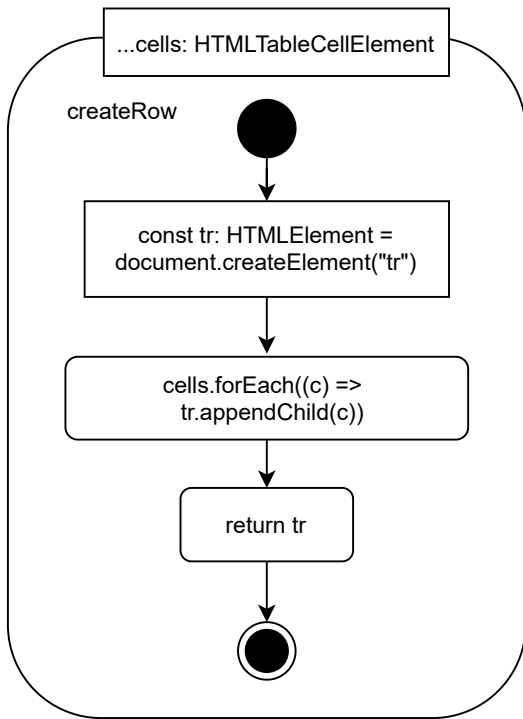 ...cells: HTMLTableCellElement
createRow
const tr: HTMLElement =
document.createElement("tr")
cells.forEach((c) =>
tr.appendChild(c))
return tr